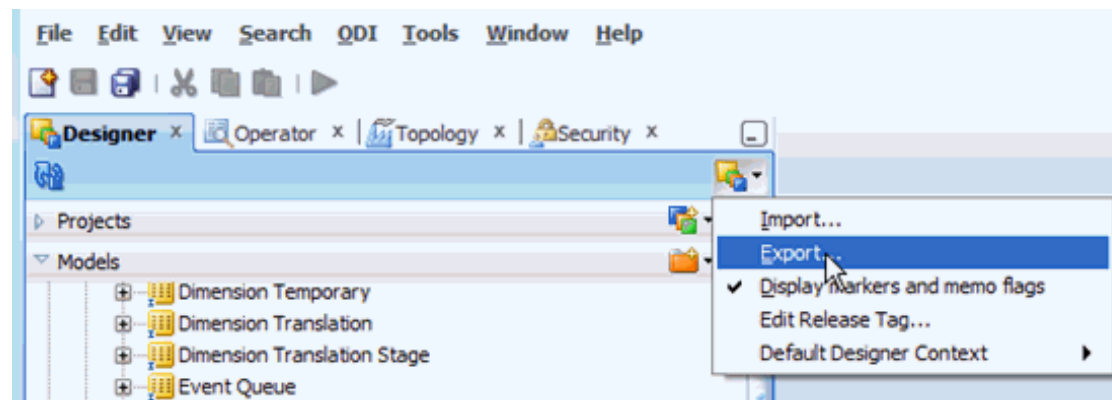 File Edit View Search ODI Tools Window Help
Designer Operator Topology Security
Projects
Models
Dimension Temporary
Dimension Translation
Dimension Translation Stage
Event Queue
Import...
Export...
Display markers and memo flags
Edit Release Tag...
Default Designer Context